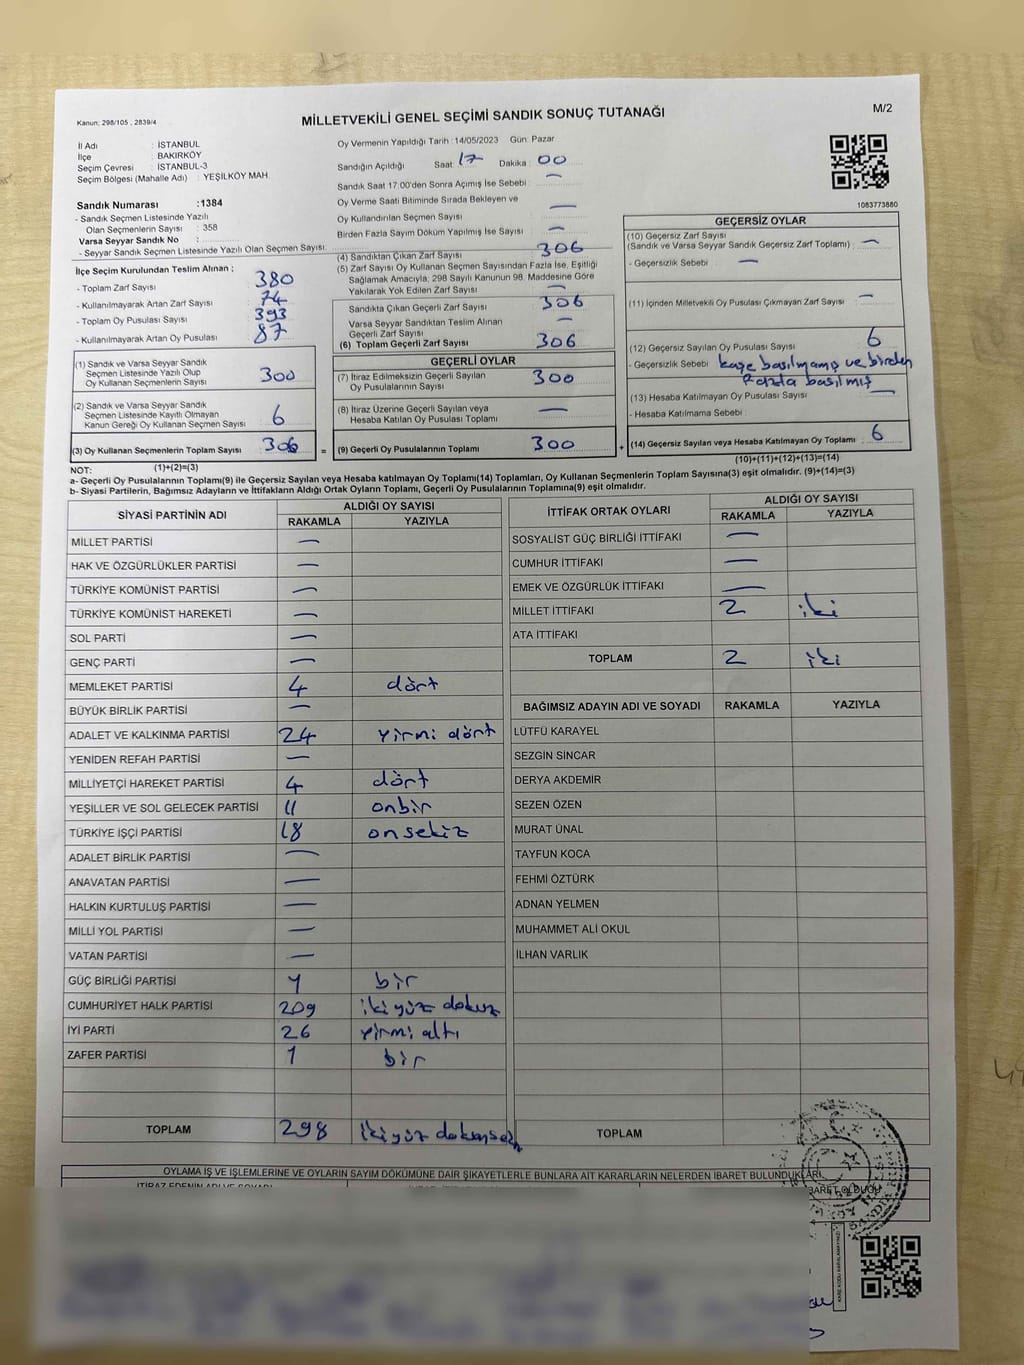 Kanun: 298/105 , 2839/4
MİLLETVEKİLİ GENEL SEÇİMİ SANDIK SONUÇ TUTANAĞI
M/2
İl Adı : İSTANBUL
İlçe : BAKIRKÖY
Seçim Çevresi : İSTANBUL-3
Seçim Bölgesi (Mahalle Adı) : YEŞİLKÖY MAH.
Sandık Numarası :1384
- Sandık Seçmen Listesinde Yazılı
Olan Seçmenlerin Sayısı : 358
Varsa Seyyar Sandık No :
- Seyyar Sandık Seçmen Listesinde Yazılı Olan Seçmen Sayısı:
Oy Vermenin Yapıldığı Tarih :14/05/2023 Gün: Pazar
Sandığın Açıldığı Saat : 17 Dakika : 00
Sandık Saat 17:00'den Sonra Açımış İse Sebebi : —
Oy Verme Saati Bitiminde Sırada Bekleyen ve
Oy Kullandırılan Seçmen Sayısı : —
Birden Fazla Sayım Döküm Yapılmış İse Sayısı : —
1083773880
İlçe Seçim Kurulundan Teslim Alınan ;
- Toplam Zarf Sayısı : 380
- Kullanılmayarak Artan Zarf Sayısı : 74
- Toplam Oy Pusulası Sayısı : 393
- Kullanılmayarak Artan Oy Pusulası : 87
(4) Sandıktan Çıkan Zarf Sayısı : 306
(5) Zarf Sayısı Oy Kullanan Seçmen Sayısından Fazla İse, Eşitliği
Sağlamak Amacıyla; 298 Sayılı Kanunun 98. Maddesine Göre
Yakılarak Yok Edilen Zarf Sayısı : —
Sandıkta Çıkan Geçerli Zarf Sayısı : 306
Varsa Seyyar Sandıktan Teslim Alınan
Geçerli Zarf Sayısı : —
(6) Toplam Geçerli Zarf Sayısı : 306
GEÇERSİZ OYLAR
(10) Geçersiz Zarf Sayısı
(Sandık ve Varsa Seyyar Sandık Geçersiz Zarf Toplamı) : —
- Geçersizlik Sebebi : —
(11) İçinden Milletvekili Oy Pusulası Çıkmayan Zarf Sayısı : —
(12) Geçersiz Sayılan Oy Pusulası Sayısı : 6
- Geçersizlik Sebebi : kaşe basılmamış ve birden
fazla basılmış
(13) Hesaba Katılmayan Oy Pusulası Sayısı : —
- Hesaba Katılmama Sebebi :
(14) Geçersiz Sayılan veya Hesaba Katılmayan Oy Toplamı : 6
(10)+(11)+(12)+(13)=(14)
(1) Sandık ve Varsa Seyyar Sandık
Seçmen Listesinde Yazılı Olup
Oy Kullanan Seçmenlerin Sayısı : 300
(2) Sandık ve Varsa Seyyar Sandık
Seçmen Listesinde Kayıtlı Olmayan
Kanun Gereği Oy Kullanan Seçmen Sayısı : 6
(3) Oy Kullanan Seçmenlerin Toplam Sayısı : 306 =
(1)+(2)=(3)
GEÇERLİ OYLAR
(7) İtiraz Edilmeksizin Geçerli Sayılan
Oy Pusulalarının Sayısı : 300
(8) İtiraz Üzerine Geçerli Sayılan veya
Hesaba Katılan Oy Pusulası Toplamı : —
(9) Geçerli Oy Pusulalarının Toplamı : 300 +
NOT:
a- Geçerli Oy Pusulalarının Toplamı(9) ile Geçersiz Sayılan veya Hesaba katılmayan Oy Toplamı(14) Toplamları, Oy Kullanan Seçmenlerin Toplam Sayısına(3) eşit olmalıdır. (9)+(14)=(3)
b- Siyasi Partilerin, Bağımsız Adayların ve İttifakların Aldığı Ortak Oyların Toplamı, Geçerli Oy Pusulalarının Toplamına(9) eşit olmalıdır.
SİYASİ PARTİNİN ADI ALDIĞI OY SAYISI
RAKAMLA YAZIYLA
MİLLET PARTİSİ —
HAK VE ÖZGÜRLÜKLER PARTİSİ —
TÜRKİYE KOMÜNİST PARTİSİ —
TÜRKİYE KOMÜNİST HAREKETİ —
SOL PARTİ —
GENÇ PARTİ —
MEMLEKET PARTİSİ 4 dört
BÜYÜK BİRLİK PARTİSİ —
ADALET VE KALKINMA PARTİSİ 24 yirmi dört
YENİDEN REFAH PARTİSİ —
MİLLİYETÇİ HAREKET PARTİSİ 4 dört
YEŞİLLER VE SOL GELECEK PARTİSİ 11 onbir
TÜRKİYE İŞÇİ PARTİSİ 18 onsekiz
ADALET BİRLİK PARTİSİ —
ANAVATAN PARTİSİ —
HALKIN KURTULUŞ PARTİSİ —
MİLLİ YOL PARTİSİ —
VATAN PARTİSİ —
GÜÇ BİRLİĞİ PARTİSİ 1 bir
CUMHURİYET HALK PARTİSİ 209 iki yüz dokuz
İYİ PARTİ 26 yirmi altı
ZAFER PARTİSİ 1 bir
TOPLAM 298 iki yüz doksansekiz
İTTİFAK ORTAK OYLARI ALDIĞI OY SAYISI
RAKAMLA YAZIYLA
SOSYALİST GÜÇ BİRLİĞİ İTTİFAKI —
CUMHUR İTTİFAKI —
EMEK VE ÖZGÜRLÜK İTTİFAKI —
MİLLET İTTİFAKI 2 iki
ATA İTTİFAKI
TOPLAM 2 iki
BAĞIMSIZ ADAYIN ADI VE SOYADI RAKAMLA YAZIYLA
LÜTFÜ KARAYEL
SEZGİN SİNCAR
DERYA AKDEMİR
SEZEN ÖZEN
MURAT ÜNAL
TAYFUN KOCA
FEHMİ ÖZTÜRK
ADNAN YELMEN
MUHAMMET ALİ OKUL
İLHAN VARLIK
TOPLAM
OYLAMA İŞ VE İŞLEMLERİNE VE OYLARIN SAYIM DÖKÜMÜNE DAİR ŞİKAYETLERLE BUNLARA AİT KARARLARIN NELERDEN İBARET BULUNDUKLARI